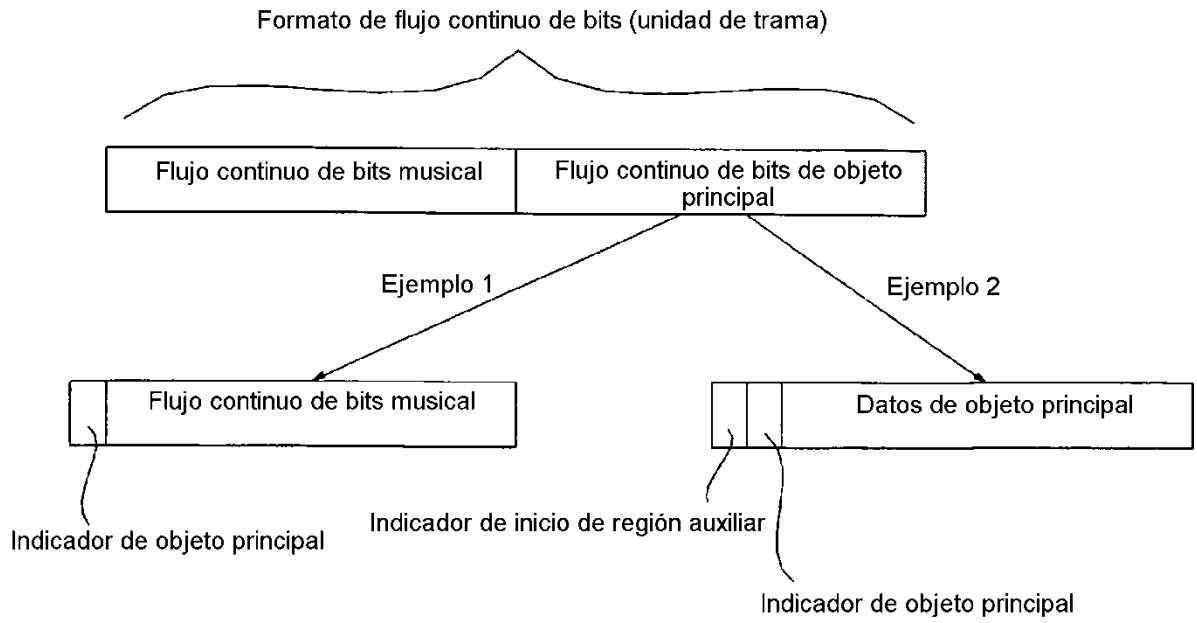 Formato de flujo continuo de bits (unidad de trama)
Flujo continuo de bits musical
Flujo continuo de bits de objeto
principal
Ejemplo 1
Ejemplo 2
Flujo continuo de bits musical
Datos de objeto principal
Indicador de objeto principal
Indicador de inicio de región auxiliar
Indicador de objeto principal